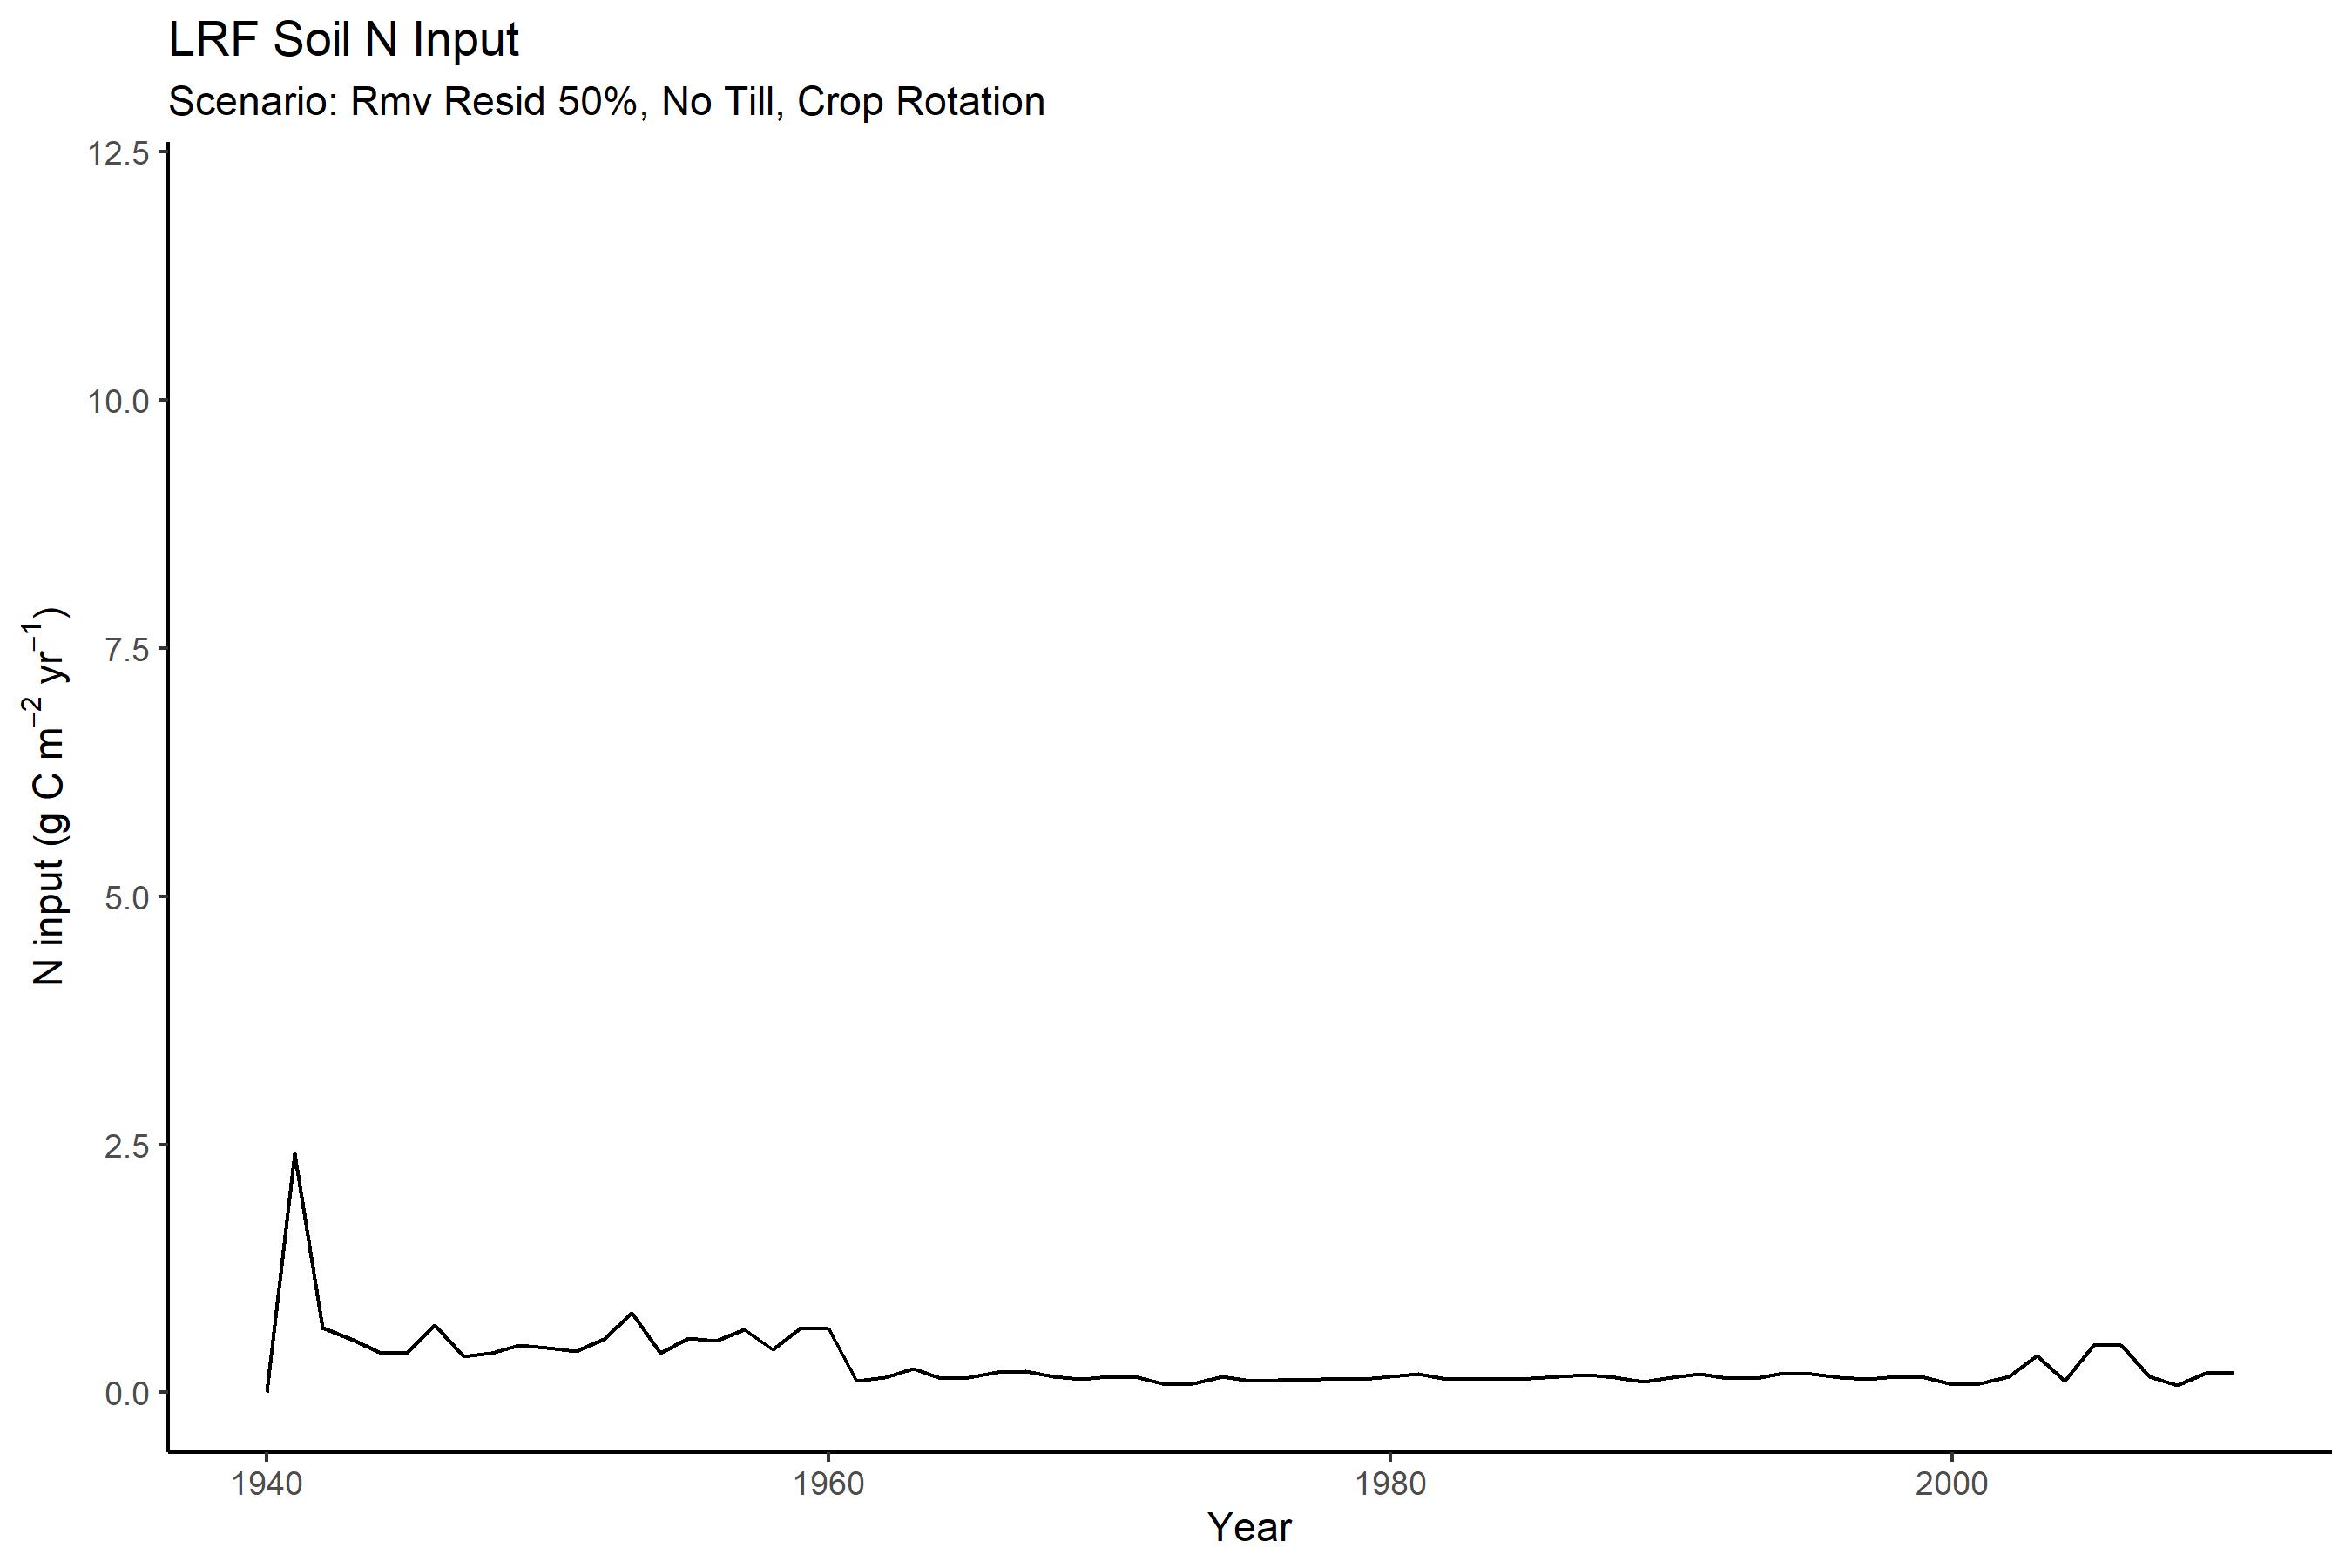 LRF Soil N Input
Scenario: Rmv Resid 50%, No Till, Crop Rotation
12.5
10.0
7.5
5.0
2.5
0.0
N input (g C m⁻² yr⁻¹)
1940 1960 1980 2000
Year